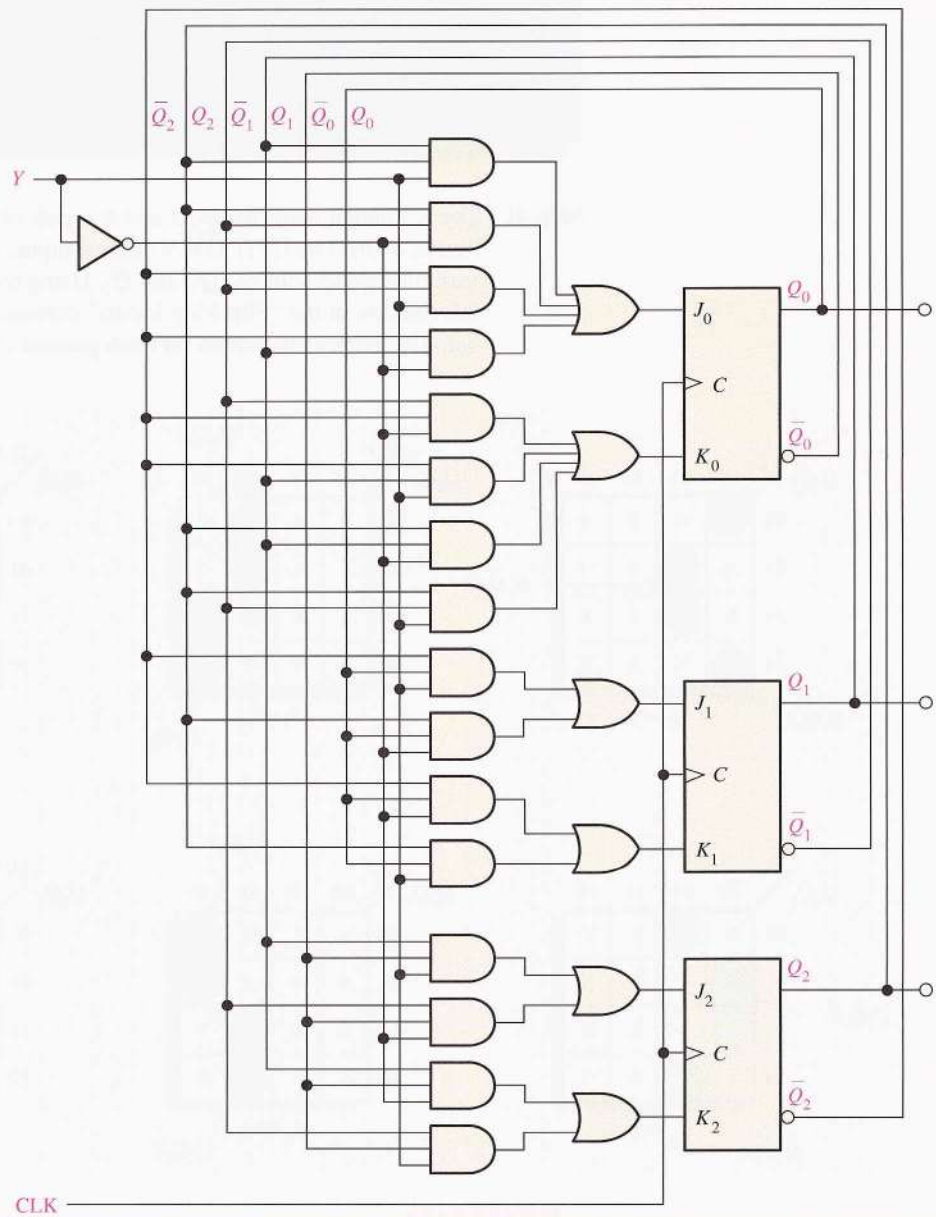 Q̅₂ Q₂ Q̅₁ Q₁ Q̅₀ Q₀
Y
Q₀
J₀
C
Q̅₀
K₀
Q₁
J₁
C
Q̅₁
K₁
Q₂
J₂
C
Q̅₂
K₂
CLK